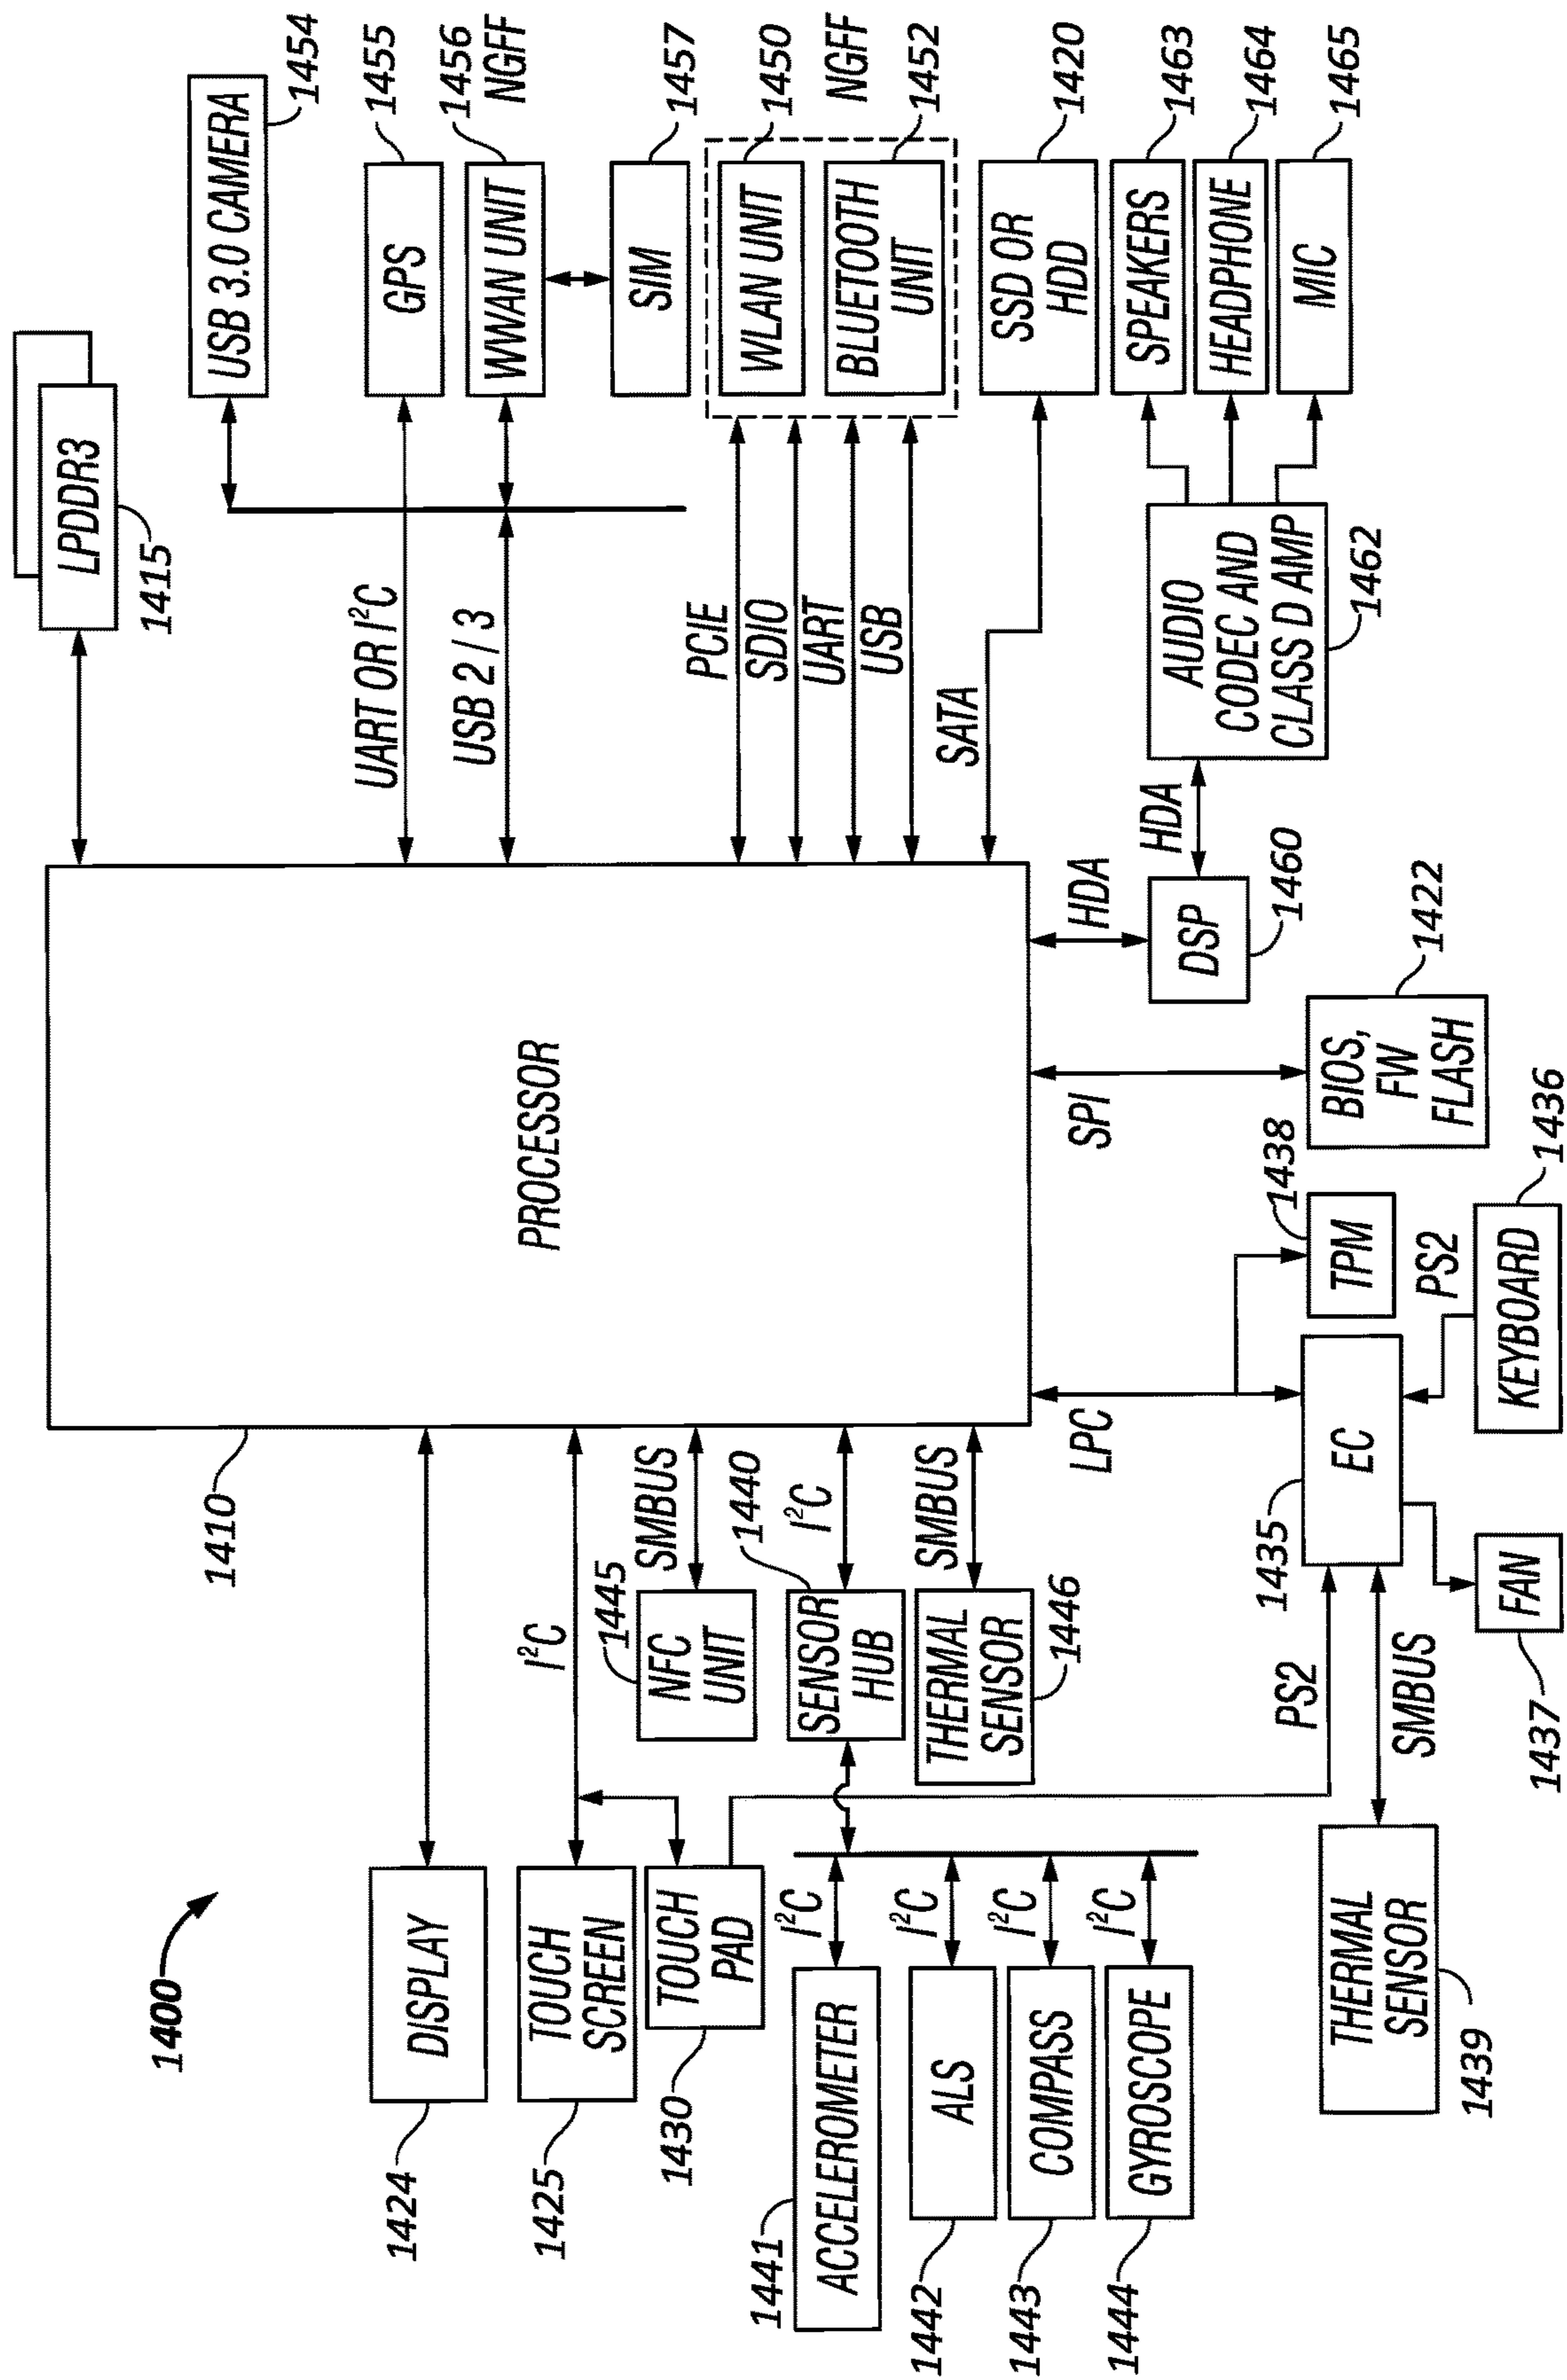 1400
LPDDR3
1415
USB 3.0 CAMERA
1454
DISPLAY
1424
1410
PROCESSOR
UART OR I²C
GPS
1455
TOUCH
SCREEN
1425
I²C
USB 2 / 3
WWAN UNIT
1456
NGFF
SIM
1457
TOUCH
PAD
1430
NFC
UNIT
1445
SMBUS
PCIE
SDIO
UART
USB
WLAN UNIT
1450
BLUETOOTH
UNIT
NGFF
1452
SENSOR
HUB
1440
I²C
ACCELEROMETER
1441
I²C
ALS
1442
I²C
COMPASS
1443
I²C
GYROSCOPE
1444
I²C
THERMAL
SENSOR
1446
SMBUS
SATA
SSD OR
HDD
1420
LPC
SPI
HDA
DSP
1460
HDA
AUDIO
CODEC AND
CLASS D AMP
1462
SPEAKERS
1463
HEADPHONE
1464
MIC
1465
PS2
1435
EC
TPM
1438
BIOS,
FW
FLASH
1422
THERMAL
SENSOR
1439
SMBUS
FAN
1437
PS2
KEYBOARD
1436